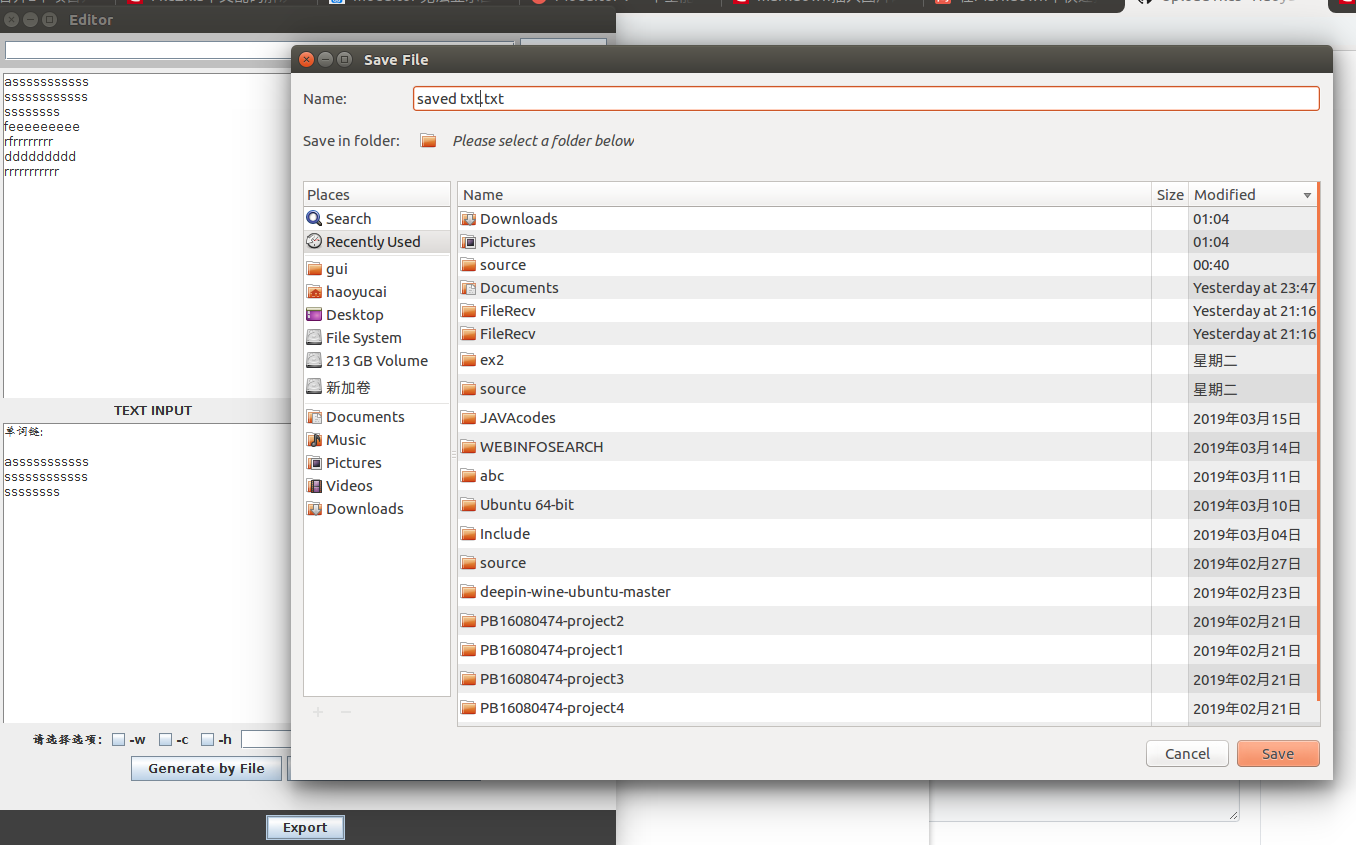 Editor
asssssssssss
ssssssssssss
ssssssss
feeeeeeeee
rfrrrrrrrr
ddddddddd
rrrrrrrrrrr
TEXT INPUT
单词链:
asssssssssss
ssssssssssss
ssssssss
请选择选项: -w -c -h
Generate by File
Export
Save File
Name: saved txt.txt
Save in folder: Please select a folder below
Places
Search
Recently Used
gui
haoyucai
Desktop
File System
213 GB Volume
新加卷
Documents
Music
Pictures
Videos
Downloads
Name Size Modified
Downloads 01:04
Pictures 01:04
source 00:40
Documents Yesterday at 23:47
FileRecv Yesterday at 21:16
FileRecv Yesterday at 21:16
ex2 星期二
source 星期二
JAVAcodes 2019年03月15日
WEBINFOSEARCH 2019年03月14日
abc 2019年03月11日
Ubuntu 64-bit 2019年03月10日
Include 2019年03月04日
source 2019年02月27日
deepin-wine-ubuntu-master 2019年02月23日
PB16080474-project2 2019年02月21日
PB16080474-project1 2019年02月21日
PB16080474-project3 2019年02月21日
PB16080474-project4 2019年02月21日
Cancel Save